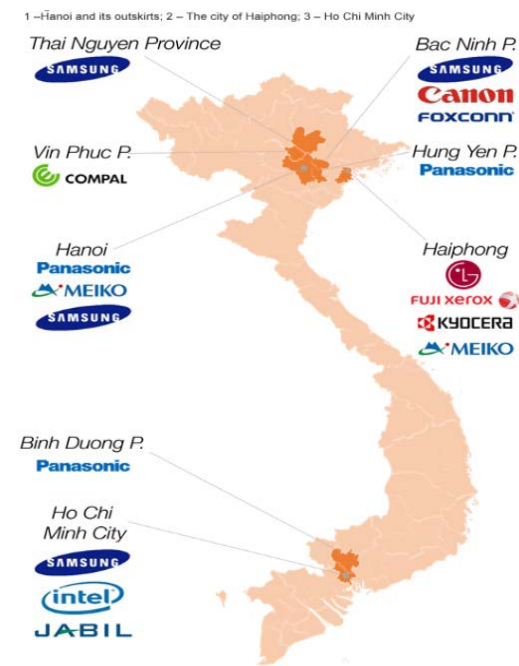 1 –Hanoi and its outskirts; 2 – The city of Haiphong; 3 – Ho Chi Minh City
Thai Nguyen Province
SAMSUNG
Bac Ninh P.
SAMSUNG
Canon
FOXCONN
Vin Phuc P.
COMPAL
Hung Yen P.
Panasonic
Hanoi
Panasonic
MEIKO
SAMSUNG
Haiphong
LG
FUJI xerox
KYOCERa
MEIKO
Binh Duong P.
Panasonic
Ho Chi
Minh City
SAMSUNG
intel
JABIL